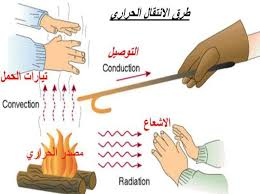 طرق الانتقال الحراري
التوصيل
Conduction
تيارات الحمل
Convection
الاشعاع
مصدر الحراري
Radiation